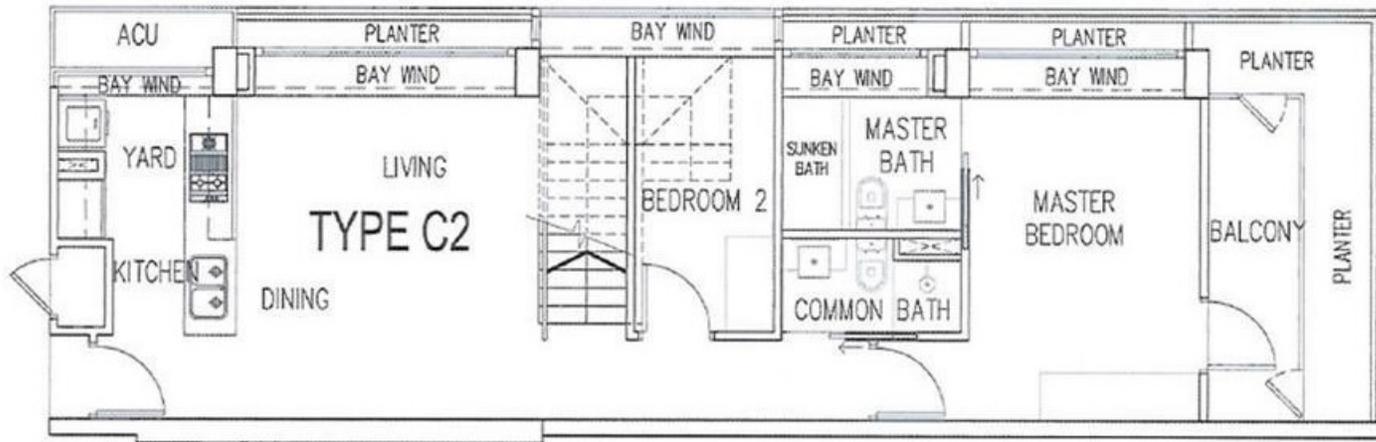 ACU
PLANTER
BAY WIND
PLANTER
PLANTER
PLANTER
BAY WIND
BAY WIND
BAY WIND
BAY WIND
YARD
LIVING
BEDROOM 2
SUNKEN
BATH
MASTER
BATH
MASTER
BEDROOM
BALCONY
PLANTER
TYPE C2
KITCHEN
DINING
COMMON BATH